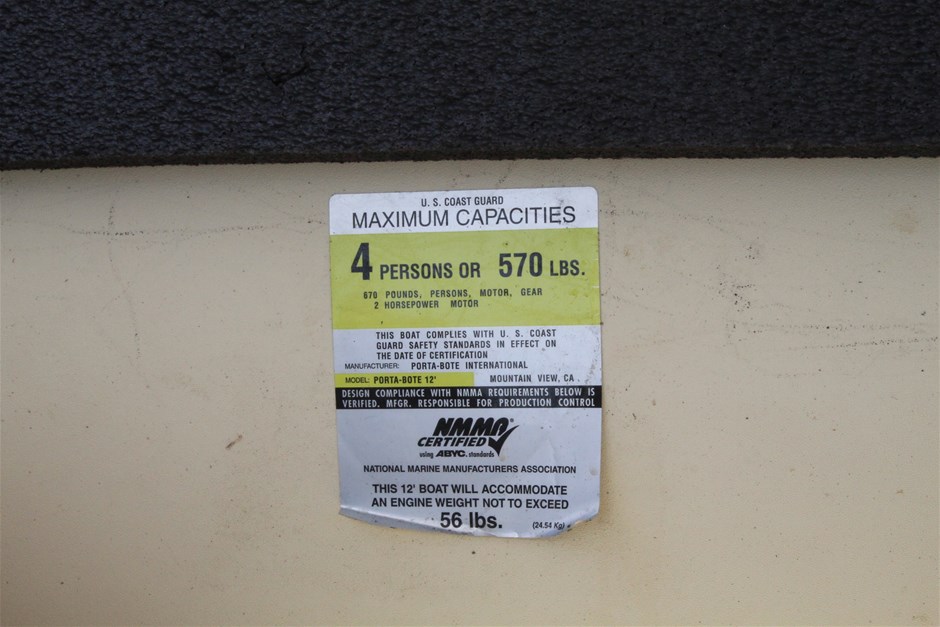 U. S. COAST GUARD
MAXIMUM CAPACITIES
4 PERSONS OR 570 LBS.
670 POUNDS, PERSONS, MOTOR, GEAR
2 HORSEPOWER MOTOR
THIS BOAT COMPLIES WITH U. S. COAST
GUARD SAFETY STANDARDS IN EFFECT ON
THE DATE OF CERTIFICATION
MANUFACTURER: PORTA-BOTE INTERNATIONAL
MODEL: PORTA-BOTE 12' MOUNTAIN VIEW, CA.
DESIGN COMPLIANCE WITH NMMA REQUIREMENTS BELOW IS
VERIFIED. MFGR. RESPONSIBLE FOR PRODUCTION CONTROL
NMMA®
CERTIFIED
using ABYC. standards
NATIONAL MARINE MANUFACTURERS ASSOCIATION
THIS 12' BOAT WILL ACCOMMODATE
AN ENGINE WEIGHT NOT TO EXCEED
56 lbs. (24.54 Kg)